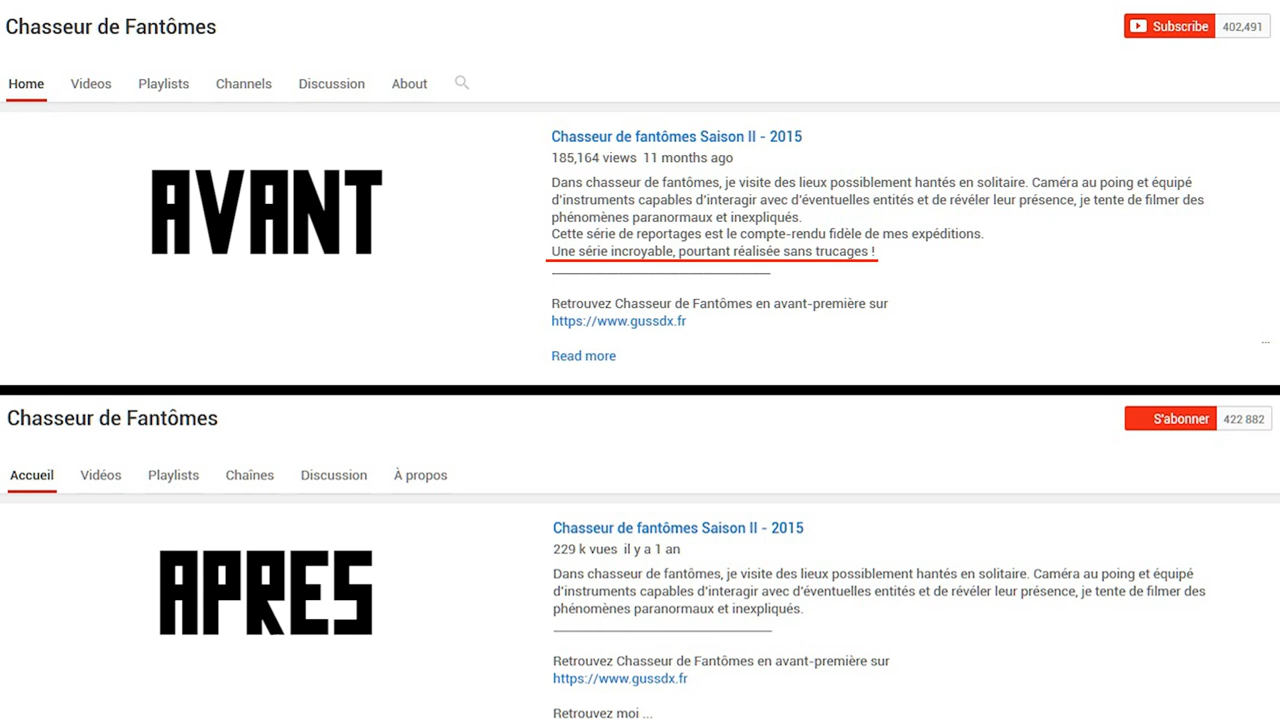 Chasseur de Fantômes
Subscribe 402,491
Home Videos Playlists Channels Discussion About
AVANT
Chasseur de fantômes Saison II - 2015
185,164 views 11 months ago
Dans chasseur de fantômes, je visite des lieux possiblement hantés en solitaire. Caméra au poing et équipé
d'instruments capables d'interagir avec d'éventuelles entités et de révéler leur présence, je tente de filmer des
phénomènes paranormaux et inexpliqués.
Cette série de reportages est le compte-rendu fidèle de mes expéditions.
Une série incroyable, pourtant réalisée sans trucages !
Retrouvez Chasseur de Fantômes en avant-première sur
https://www.gussdx.fr
...
Read more
Chasseur de Fantômes
S'abonner 422 882
Accueil Vidéos Playlists Chaînes Discussion À propos
APRES
Chasseur de fantômes Saison II - 2015
229 k vues il y a 1 an
Dans chasseur de fantômes, je visite des lieux possiblement hantés en solitaire. Caméra au poing et équipé
d'instruments capables d'interagir avec d'éventuelles entités et de révéler leur présence, je tente de filmer des
phénomènes paranormaux et inexpliqués.
Retrouvez Chasseur de Fantômes en avant-première sur
https://www.gussdx.fr
Retrouvez moi ...